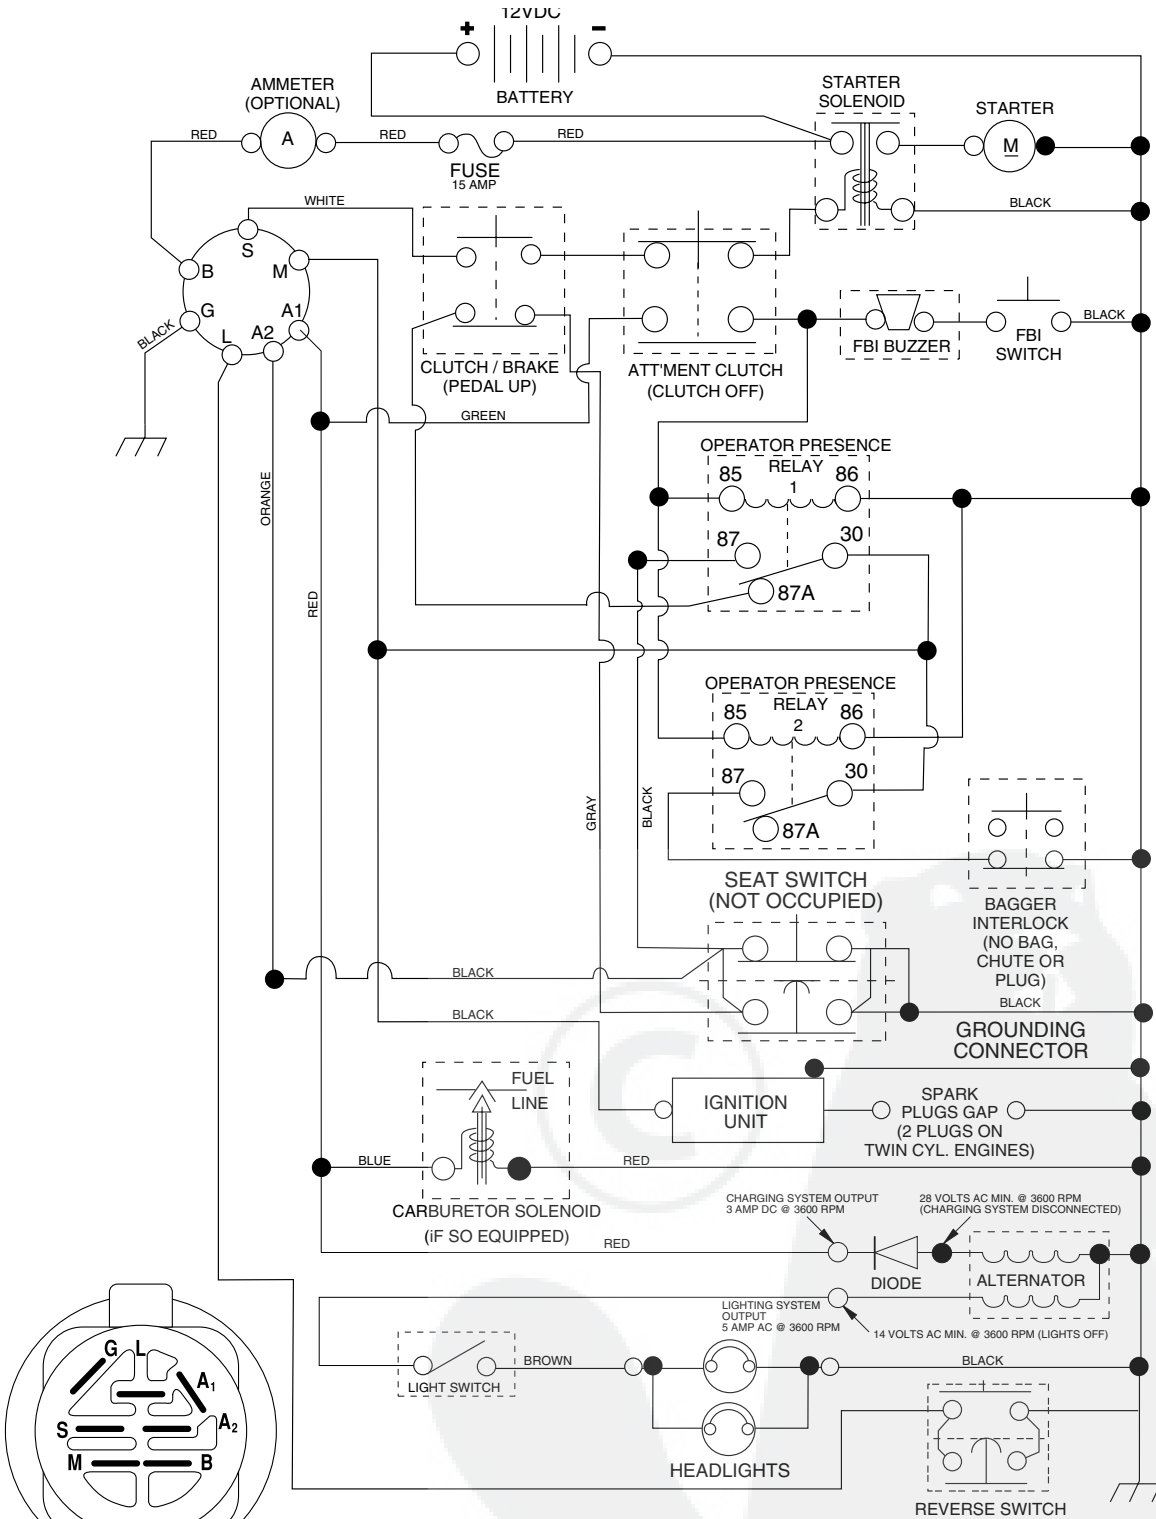 12VDC
+ −
BATTERY
AMMETER
(OPTIONAL)
STARTER
SOLENOID
STARTER
RED
A
RED
FUSE
15 AMP
RED
M
WHITE
BLACK
S
B
M
G
A1
A2
L
BLACK
CLUTCH / BRAKE
(PEDAL UP)
ATT'MENT CLUTCH
(CLUTCH OFF)
FBI BUZZER
FBI
SWITCH
BLACK
GREEN
ORANGE
RED
OPERATOR PRESENCE
RELAY
1
85
86
87
30
87A
OPERATOR PRESENCE
RELAY
2
85
86
87
30
87A
GRAY
BLACK
SEAT SWITCH
(NOT OCCUPIED)
BAGGER
INTERLOCK
(NO BAG,
CHUTE OR
PLUG)
BLACK
BLACK
BLACK
GROUNDING
CONNECTOR
FUEL
LINE
IGNITION
UNIT
SPARK
PLUGS GAP
(2 PLUGS ON
TWIN CYL. ENGINES)
BLUE
RED
CARBURETOR SOLENOID
(iF SO EQUIPPED)
CHARGING SYSTEM OUTPUT
3 AMP DC @ 3600 RPM
28 VOLTS AC MIN. @ 3600 RPM
(CHARGING SYSTEM DISCONNECTED)
RED
DIODE
ALTERNATOR
LIGHTING SYSTEM
OUTPUT
5 AMP AC @ 3600 RPM
14 VOLTS AC MIN. @ 3600 RPM (LIGHTS OFF)
LIGHT SWITCH
BROWN
BLACK
HEADLIGHTS
REVERSE SWITCH
G L
A1
S
A2
M
B
C